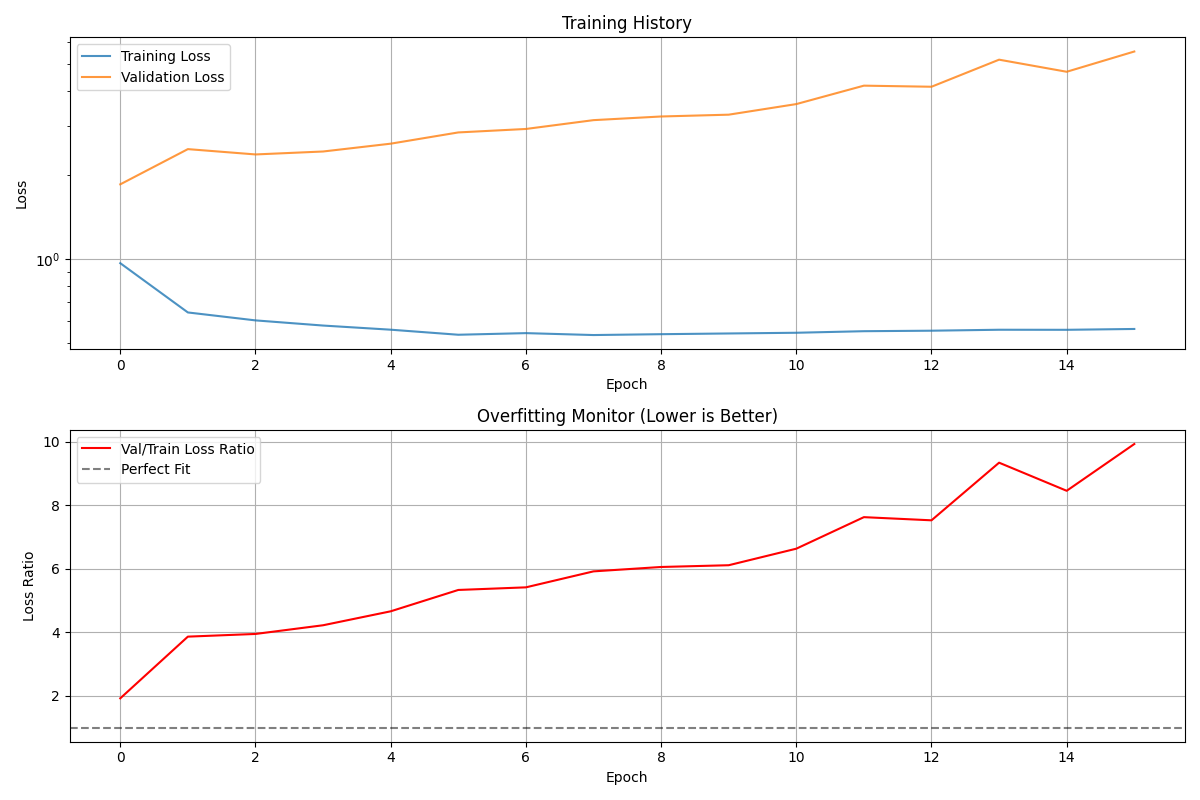 Training History
Training Loss
Validation Loss
Loss
10⁰
0 2 4 6 8 10 12 14
Epoch
Overfitting Monitor (Lower is Better)
Val/Train Loss Ratio
Perfect Fit
Loss Ratio
10
8
6
4
2
0 2 4 6 8 10 12 14
Epoch